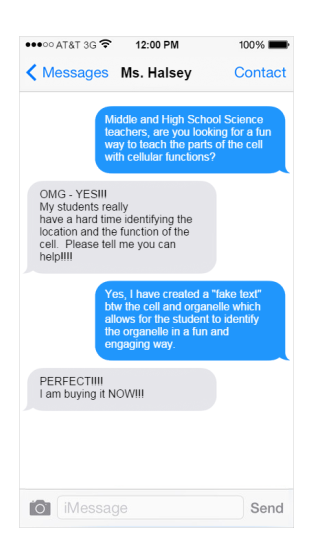 AT&T 3G 12:00 PM 100%
Messages Ms. Halsey Contact
Middle and High School Science
teachers, are you looking for a fun
way to teach the parts of the cell
with cellular functions?
OMG - YES!!!
My students really
have a hard time identifying the
location and the function of the
cell. Please tell me you can
help!!!!
Yes, I have created a "fake text"
btw the cell and organelle which
allows for the student to identify
the organelle in a fun and
engaging way.
PERFECT!!!!
I am buying it NOW!!!
iMessage Send